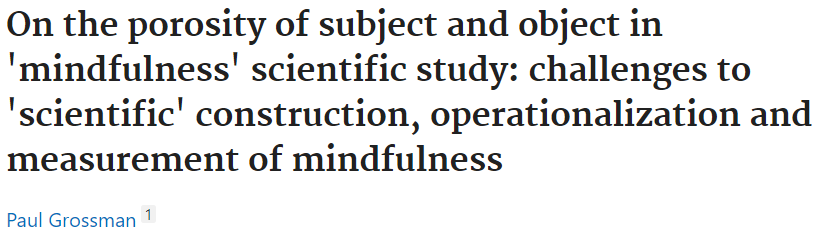 On the porosity of subject and object in
'mindfulness' scientific study: challenges to
'scientific' construction, operationalization and
measurement of mindfulness
Paul Grossman 1